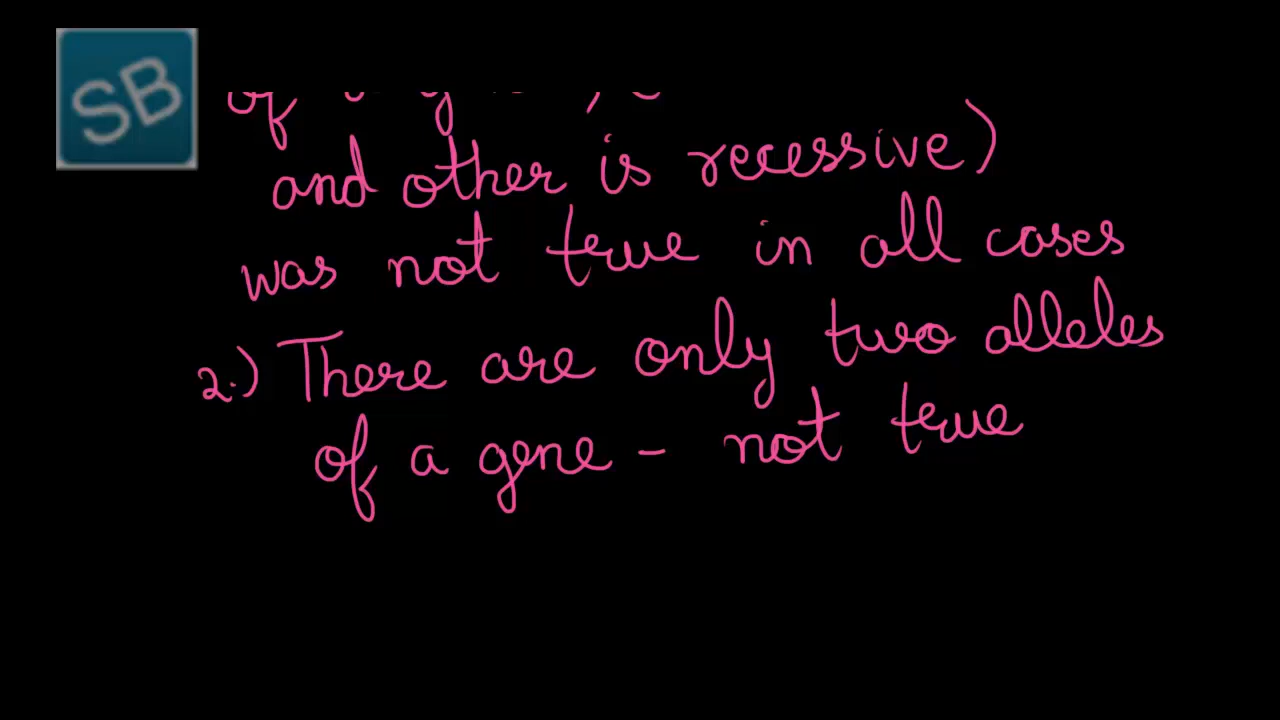 SB
of a
and other is recessive)
was not true in all cases
2.) There are only two alleles
of a gene - not true